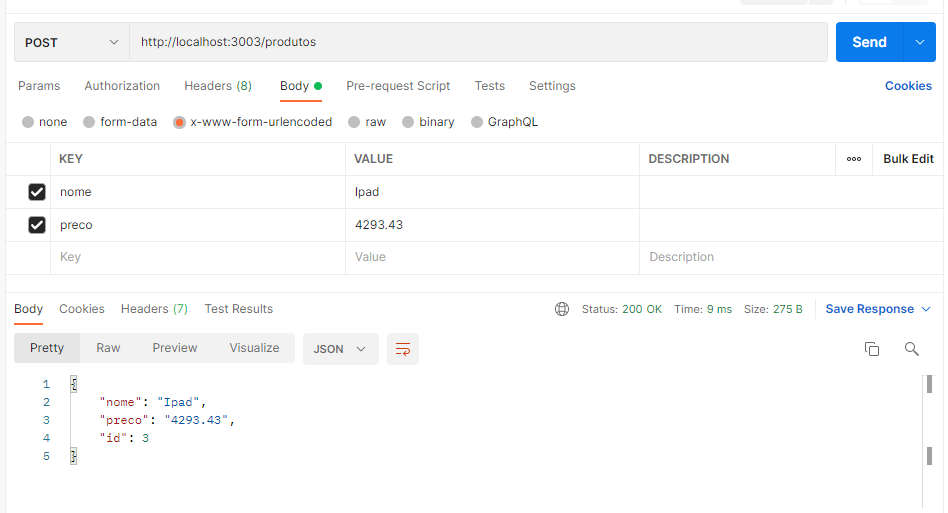 POST http://localhost:3003/produtos Send
Params Authorization Headers (8) Body Pre-request Script Tests Settings Cookies
none form-data x-www-form-urlencoded raw binary GraphQL
KEY VALUE DESCRIPTION Bulk Edit
nome Ipad
preco 4293.43
Key Value Description
Body Cookies Headers (7) Test Results Status: 200 OK Time: 9 ms Size: 275 B Save Response
Pretty Raw Preview Visualize JSON
1 {
2 "nome": "Ipad",
3 "preco": "4293.43",
4 "id": 3
5 }